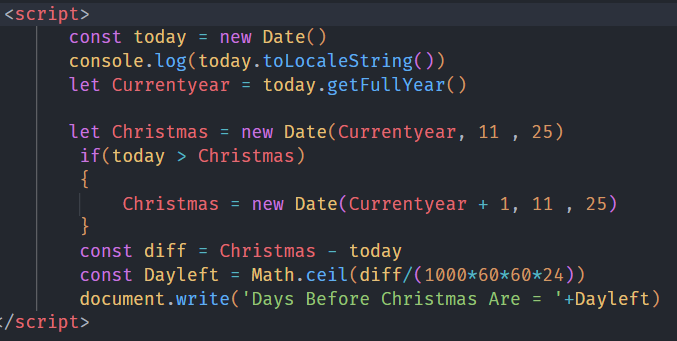 <script>
const today = new Date()
console.log(today.toLocaleString())
let Currentyear = today.getFullYear()
let Christmas = new Date(Currentyear, 11 , 25)
if(today > Christmas)
{
Christmas = new Date(Currentyear + 1, 11 , 25)
}
const diff = Christmas - today
const Dayleft = Math.ceil(diff/(1000*60*60*24))
document.write('Days Before Christmas Are = '+Dayleft)
</script>